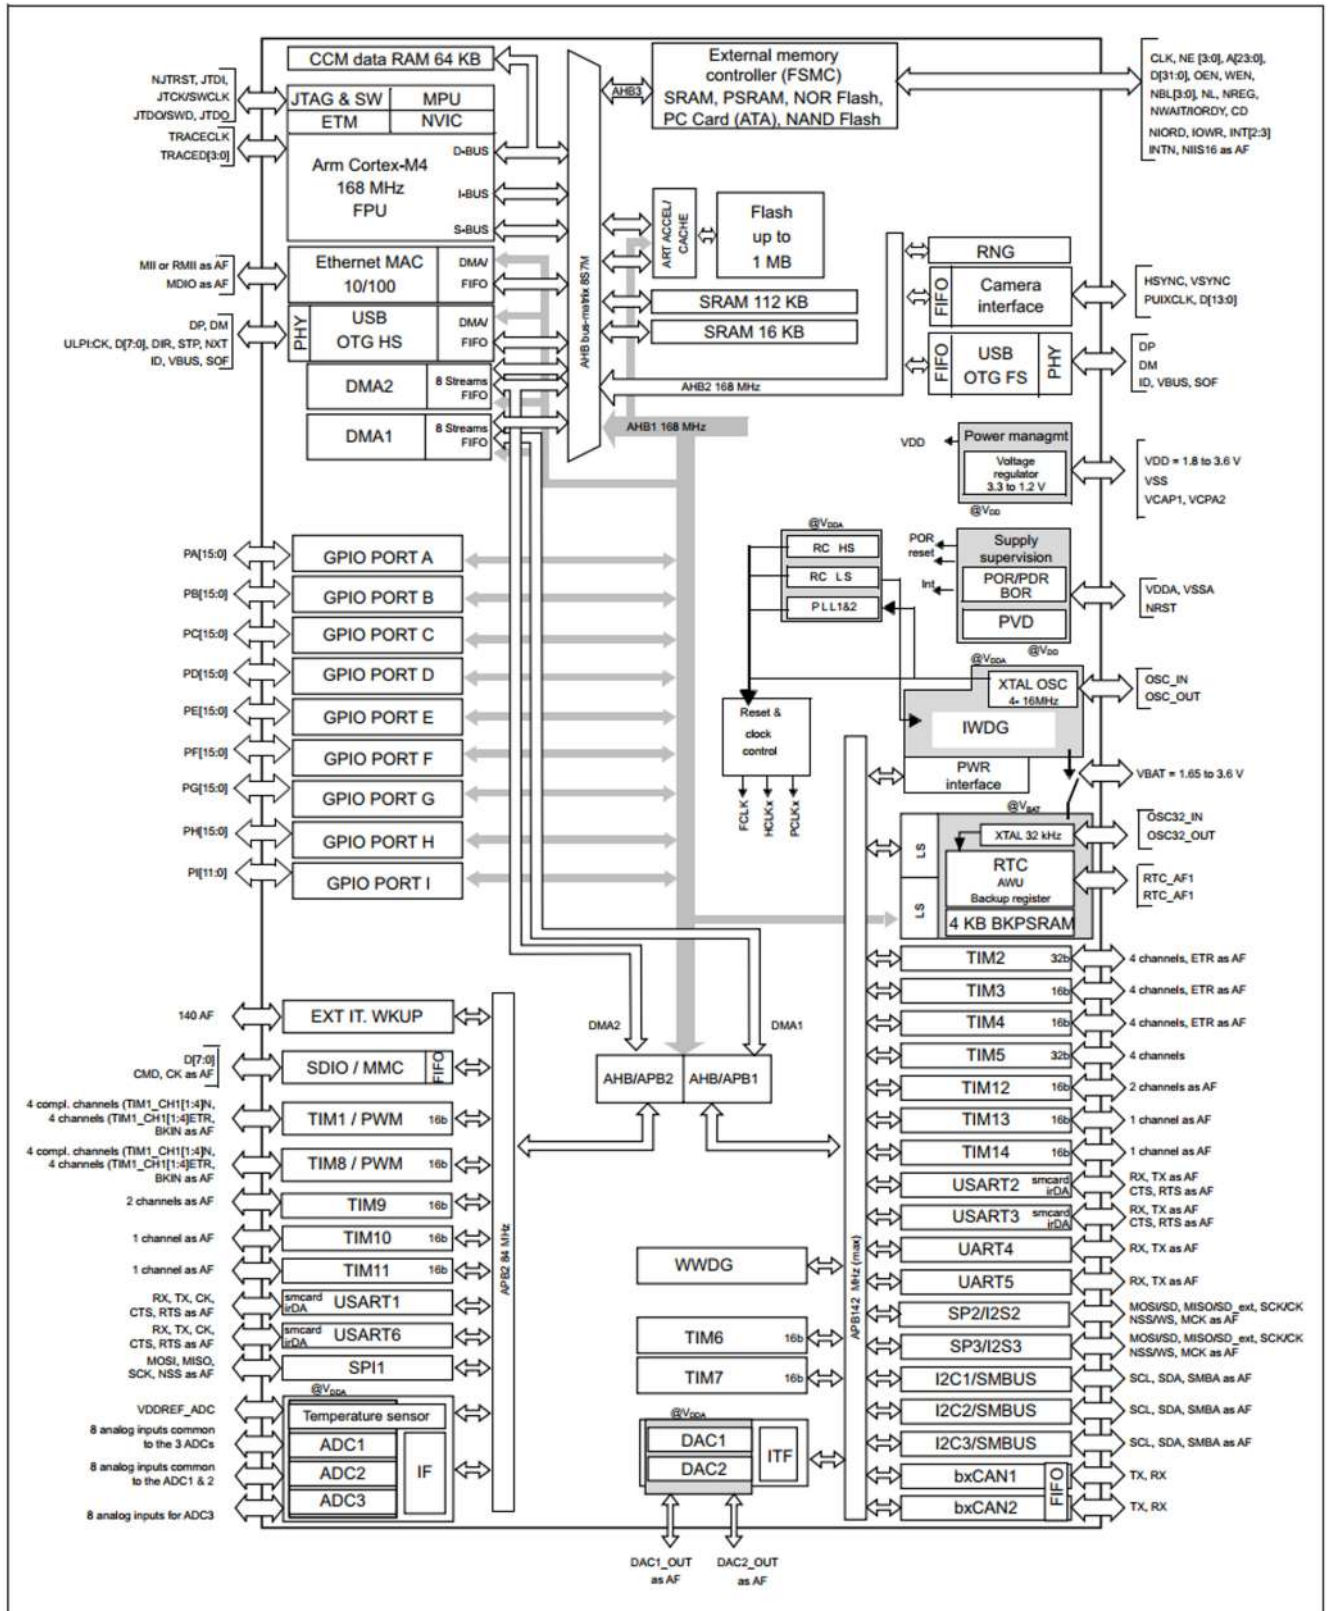 CCM data RAM 64 KB
External memory
controller (FSMC)
SRAM, PSRAM, NOR Flash,
PC Card (ATA), NAND Flash
AHB3
CLK, NE [3:0], A[23:0],
D[31:0], OEN, WEN,
NBL[3:0], NL, NREG,
NWAIT/IORDY, CD
NIORD, IOWR, INT[2:3]
INTN, NIIS16 as AF
NJTRST, JTDI,
JTCK/SWCLK
JTDO/SWD, JTDO
TRACECLK
TRACED[3:0]
JTAG & SW
MPU
ETM
NVIC
Arm Cortex-M4
168 MHz
FPU
D-BUS
I-BUS
S-BUS
AHB bus-matrix 8S7M
ART ACCEL/
CACHE
Flash
up to
1 MB
SRAM 112 KB
SRAM 16 KB
AHB2 168 MHz
AHB1 168 MHz
MII or RMII as AF
MDIO as AF
Ethernet MAC
10/100
DMA/
FIFO
DP, DM
ULPI:CK, D[7:0], DIR, STP, NXT
ID, VBUS, SOF
PHY
USB
OTG HS
DMA/
FIFO
DMA2
8 Streams
FIFO
DMA1
8 Streams
FIFO
RNG
FIFO
Camera
interface
HSYNC, VSYNC
PUIXCLK, D[13:0]
FIFO
USB
OTG FS
PHY
DP
DM
ID, VBUS, SOF
VDD
Power managmt
Voltage
regulator
3.3 to 1.2 V
@VDD
VDD = 1.8 to 3.6 V
VSS
VCAP1, VCPA2
@VDDA
RC HS
RC LS
PLL1&2
POR
reset
Int
Supply
supervision
POR/PDR
BOR
PVD
@VDD
VDDA, VSSA
NRST
@VDDA
XTAL OSC
4- 16MHz
IWDG
OSC_IN
OSC_OUT
PWR
interface
VBAT = 1.65 to 3.6 V
Reset &
clock
control
FCLK
HCLKx
PCLKx
@VBAT
LS
LS
XTAL 32 kHz
RTC
AWU
Backup register
4 KB BKPSRAM
OSC32_IN
OSC32_OUT
RTC_AF1
RTC_AF1
PA[15:0]
GPIO PORT A
PB[15:0]
GPIO PORT B
PC[15:0]
GPIO PORT C
PD[15:0]
GPIO PORT D
PE[15:0]
GPIO PORT E
PF[15:0]
GPIO PORT F
PG[15:0]
GPIO PORT G
PH[15:0]
GPIO PORT H
PI[11:0]
GPIO PORT I
DMA2
DMA1
AHB/APB2
AHB/APB1
APB2 84 MHz
APB142 MHz (max)
140 AF
EXT IT. WKUP
D[7:0]
CMD, CK as AF
SDIO / MMC
FIFO
4 compl. channels (TIM1_CH1[1:4]N,
4 channels (TIM1_CH1[1:4]ETR,
BKIN as AF
TIM1 / PWM 16b
4 compl. channels (TIM1_CH1[1:4]N,
4 channels (TIM1_CH1[1:4]ETR,
BKIN as AF
TIM8 / PWM 16b
2 channels as AF
TIM9 16b
1 channel as AF
TIM10 16b
1 channel as AF
TIM11 16b
RX, TX, CK,
CTS, RTS as AF
smcard
irDA
USART1
RX, TX, CK,
CTS, RTS as AF
smcard
irDA
USART6
MOSI, MISO,
SCK, NSS as AF
SPI1
@VDDA
VDDREF_ADC
Temperature sensor
8 analog inputs common
to the 3 ADCs
ADC1
8 analog inputs common
to the ADC1 & 2
ADC2
8 analog inputs for ADC3
ADC3
IF
WWDG
TIM6 16b
TIM7 16b
@VDDA
DAC1
DAC2
ITF
DAC1_OUT
as AF
DAC2_OUT
as AF
TIM2 32b
4 channels, ETR as AF
TIM3 16b
4 channels, ETR as AF
TIM4 16b
4 channels, ETR as AF
TIM5 32b
4 channels
TIM12 16b
2 channels as AF
TIM13 16b
1 channel as AF
TIM14 16b
1 channel as AF
USART2
smcard
irDA
RX, TX as AF
CTS, RTS as AF
USART3
smcard
irDA
RX, TX as AF
CTS, RTS as AF
UART4
RX, TX as AF
UART5
RX, TX as AF
SP2/I2S2
MOSI/SD, MISO/SD_ext, SCK/CK
NSS/WS, MCK as AF
SP3/I2S3
MOSI/SD, MISO/SD_ext, SCK/CK
NSS/WS, MCK as AF
I2C1/SMBUS
SCL, SDA, SMBA as AF
I2C2/SMBUS
SCL, SDA, SMBA as AF
I2C3/SMBUS
SCL, SDA, SMBA as AF
bxCAN1
TX, RX
bxCAN2
FIFO
TX, RX